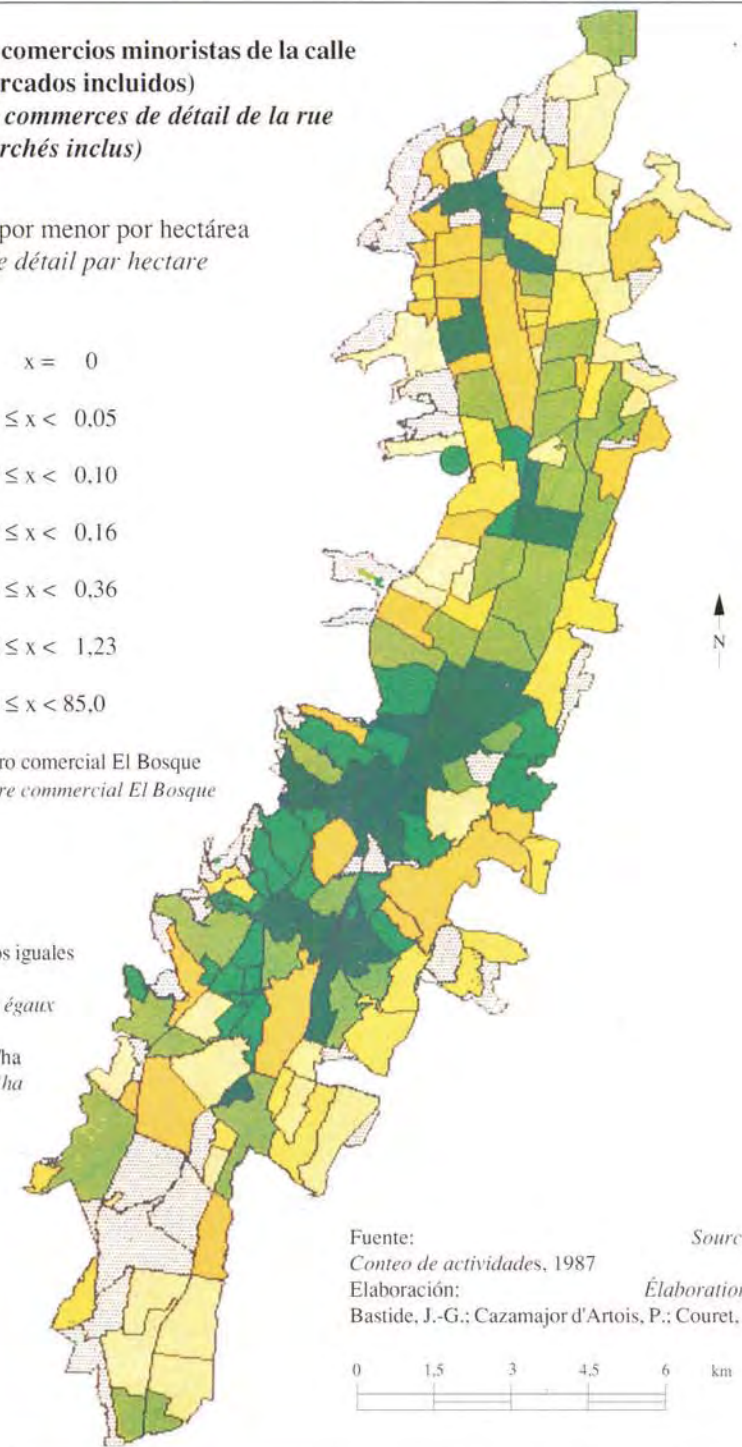 comercios minoristas de la calle
rcados incluidos)
commerces de détail de la rue
rchés inclus)
por menor por hectárea
e détail par hectare
x = 0
≤ x < 0.05
≤ x < 0.10
≤ x < 0.16
≤ x < 0.36
≤ x < 1,23
≤ x < 85,0
N
ro comercial El Bosque
re commercial El Bosque
os iguales
égaux
ha
ha
Fuente: Sourc
Conteo de actividades, 1987
Elaboración: Élaboration
Bastide, J.-G.; Cazamajor d'Artois, P.; Couret,
0 1,5 3 4,5 6 km